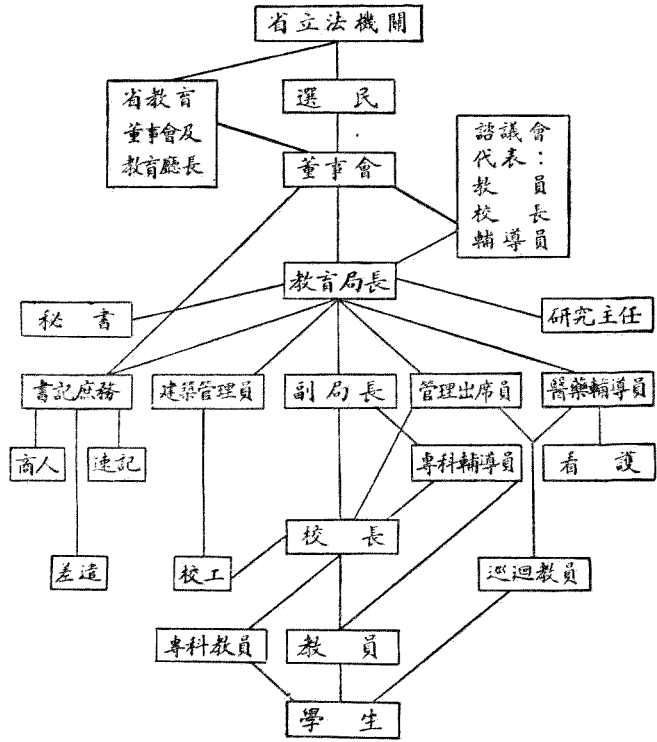 省立法機關
省教育
董事會及
教育廳長
選民
諮議會
代表：
教員
校長
輔導員
董事會
教育局長
秘書
研究主任
書記庶務
建築管理員
副局長
管理出席員
醫藥輔導員
商人
速記
專科輔導員
看護
校長
差遣
校工
巡迴教員
專科教員
教員
學生